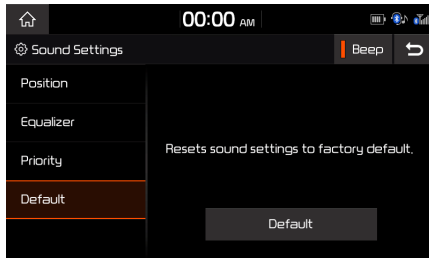 00:00 AM
Sound Settings
Beep
Position
Equalizer
Priority
Default
Resets sound settings to factory default.
Default